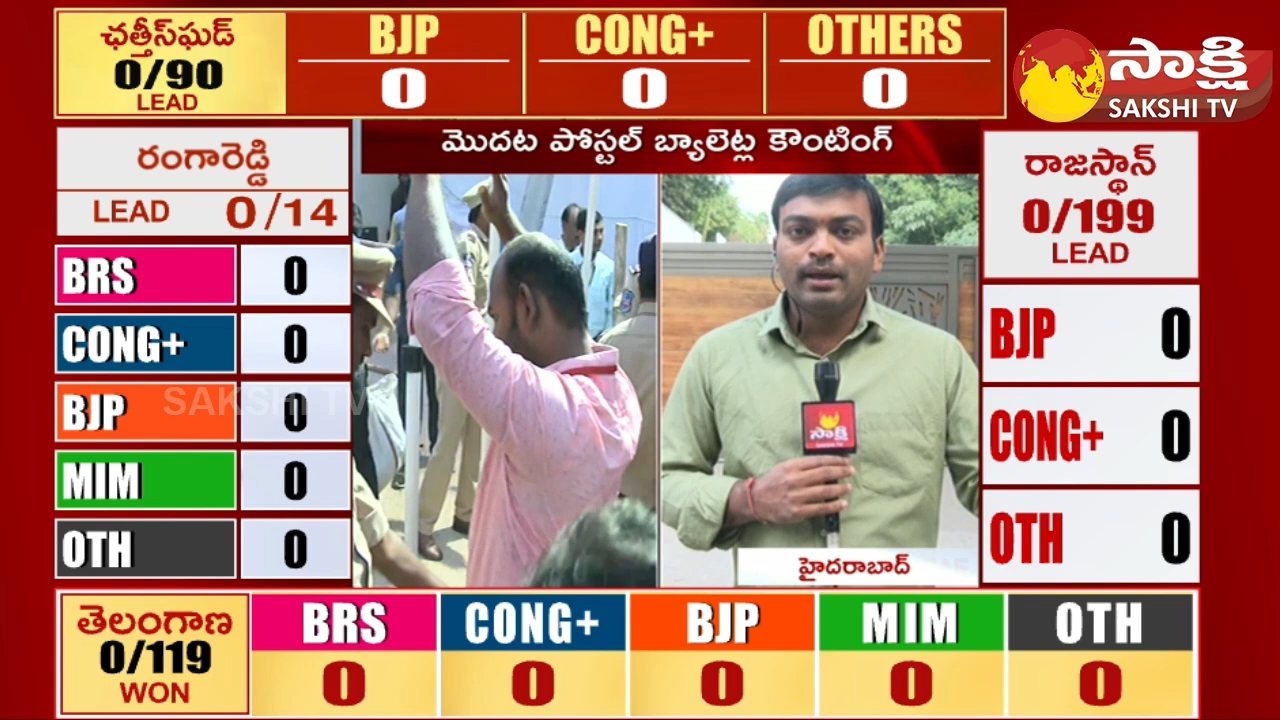 ఛత్తీస్‌ఘడ్
0/90
LEAD
BJP
0
CONG+
0
OTHERS
0
సాక్షి
SAKSHI TV
మొదట పోస్టల్ బ్యాలెట్ల కౌంటింగ్
రంగారెడ్డి
LEAD 0/14
BRS 0
CONG+ 0
BJP 0
MIM 0
OTH 0
SAKSHI TV
రాజస్థాన్
0/199
LEAD
BJP 0
CONG+ 0
OTH 0
సాక్షి
SAKSHI TV
హైదరాబాద్
తెలంగాణ
0/119
WON
BRS
0
CONG+
0
BJP
0
MIM
0
OTH
0